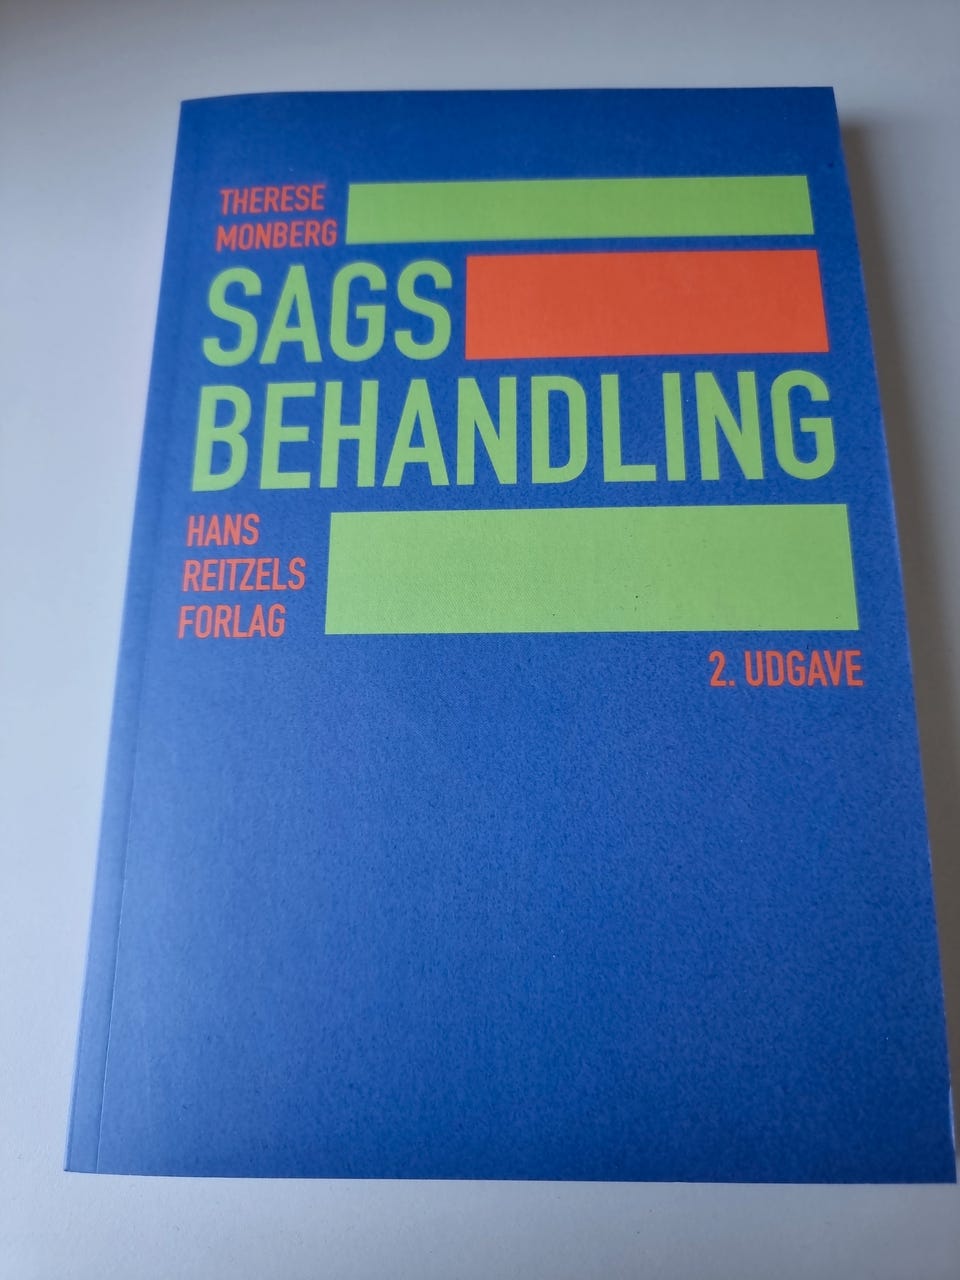 THERESE
MONBERG
SAGS
BEHANDLING
HANS
REITZELS
FORLAG
2. UDGAVE